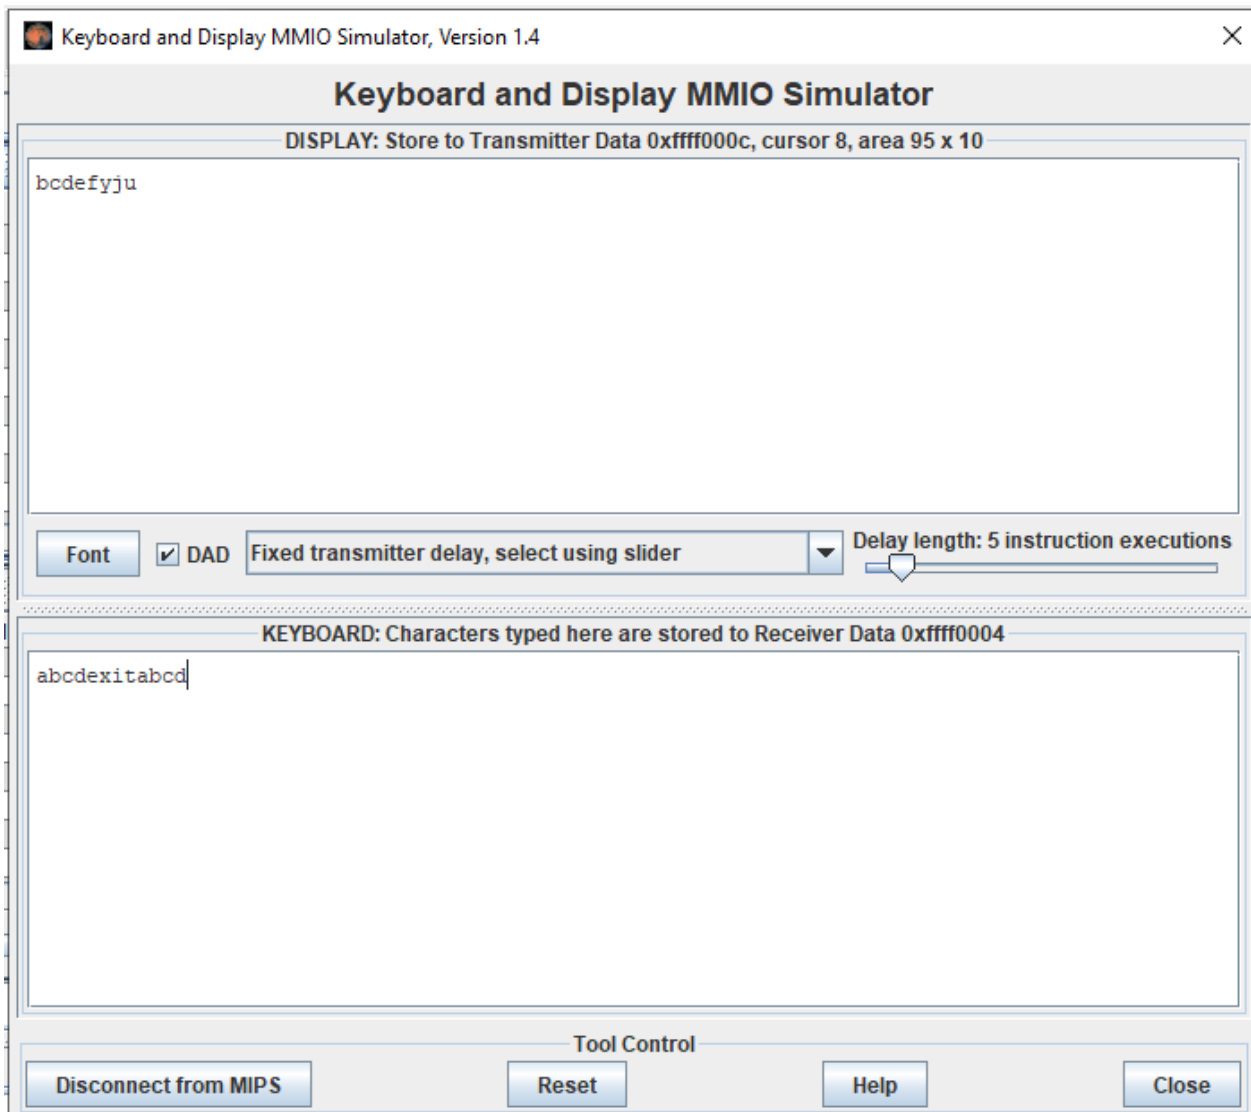 Keyboard and Display MMIO Simulator, Version 1.4
Keyboard and Display MMIO Simulator
DISPLAY: Store to Transmitter Data 0xffff000c, cursor 8, area 95 x 10
bcdefyju
Font
DAD
Fixed transmitter delay, select using slider
Delay length: 5 instruction executions
KEYBOARD: Characters typed here are stored to Receiver Data 0xffff0004
abcdexitabcd
Tool Control
Disconnect from MIPS
Reset
Help
Close